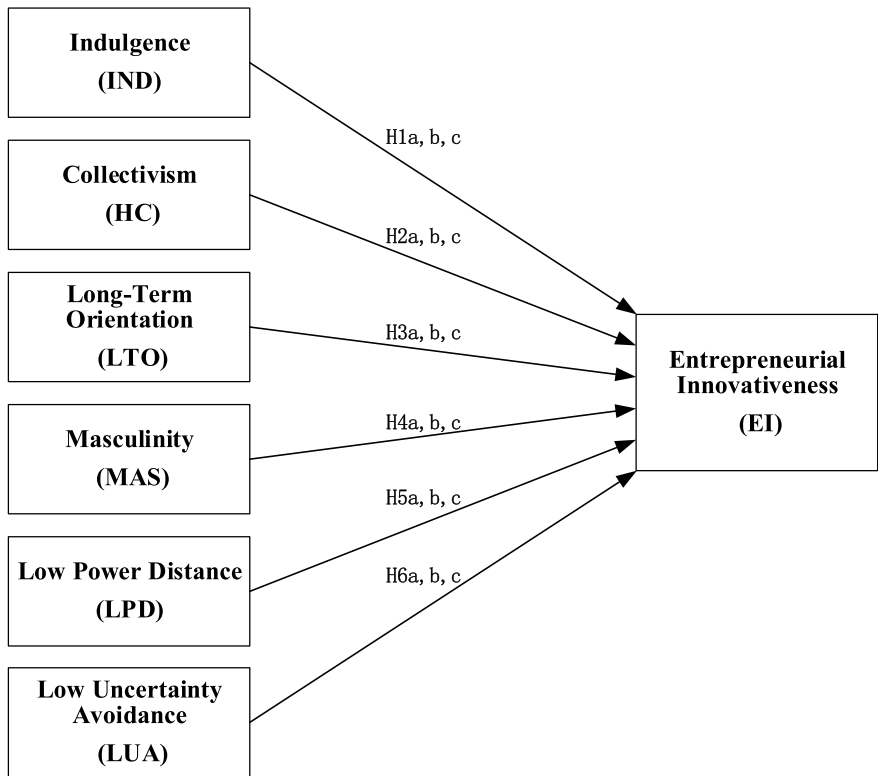 Indulgence
(IND)
H1a,b,c
Collectivism
(HC)
H2a,b,c
Long-Term
Orientation
(LTO)
H3a,b,c
Entrepreneurial
Innovativeness
(EI)
Masculinity
(MAS)
H4a,b,c
Low Power Distance
(LPD)
H5a,b,c
H6a,b,c
Low Uncertainty
Avoidance
(LUA)